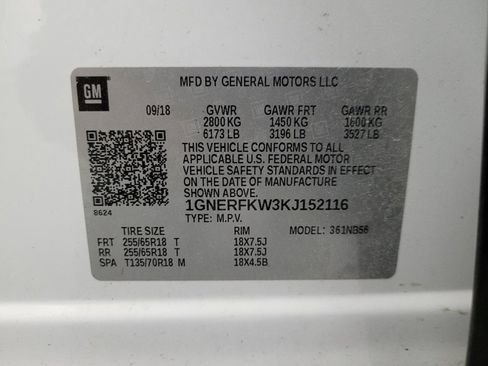 MFD BY GENERAL MOTORS LLC
GM
09/18 GVWR GAWR FRT GAWR RR
2800 KG 1450 KG 1600 KG
6173 LB 3196 LB 3527 LB
THIS VEHICLE CONFORMS TO ALL
APPLICABLE U.S. FEDERAL MOTOR
VEHICLE SAFETY STANDARDS IN EFFECT
ON THE DATE OF MANUFACTURE
SHOWN ABOVE.
8624
1GNERFKW3KJ152116
TYPE: M.P.V.
TIRE SIZE RIM MODEL: 361NB56
FRT 255/65R18 T 18X7.5J
RR 255/65R18 T 18X7.5J
SPA T135/70R18 M 18X4.5B